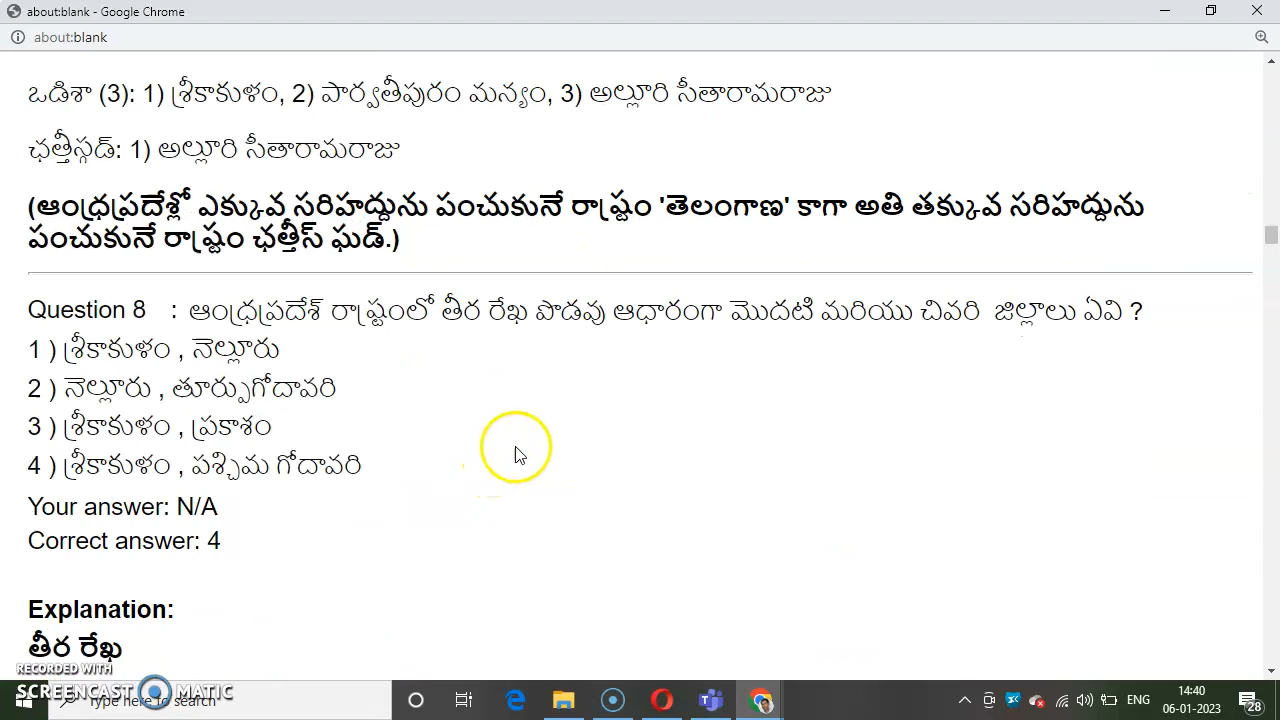 about:blank - Google Chrome
about:blank
ఒడిశా (3): 1) శ్రీకాకుళం, 2) పార్వతీపురం మన్యం, 3) అల్లూరి సీతారామరాజు
ఛత్తీస్గడ్: 1) అల్లూరి సీతారామరాజు
(ఆంధ్రప్రదేశ్లో ఎక్కువ సరిహద్దును పంచుకునే రాష్ట్రం 'తెలంగాణ' కాగా అతి తక్కువ సరిహద్దును
పంచుకునే రాష్ట్రం ఛత్తీస్ ఘడ్.)
Question 8 : ఆంధ్రప్రదేశ్ రాష్ట్రంలో తీర రేఖ పొడవు ఆధారంగా మొదటి మరియు చివరి జిల్లాలు ఏవి ?
1 ) శ్రీకాకుళం , నెల్లూరు
2 ) నెల్లూరు , తూర్పుగోదావరి
3 ) శ్రీకాకుళం , ప్రకాశం
4 ) శ్రీకాకుళం , పశ్చిమ గోదావరి
Your answer: N/A
Correct answer: 4
Explanation:
తీర రేఖ
RECORDED WITH
SCREENCAST MATIC
Type here to search
ENG
14:40
06-01-2023
28